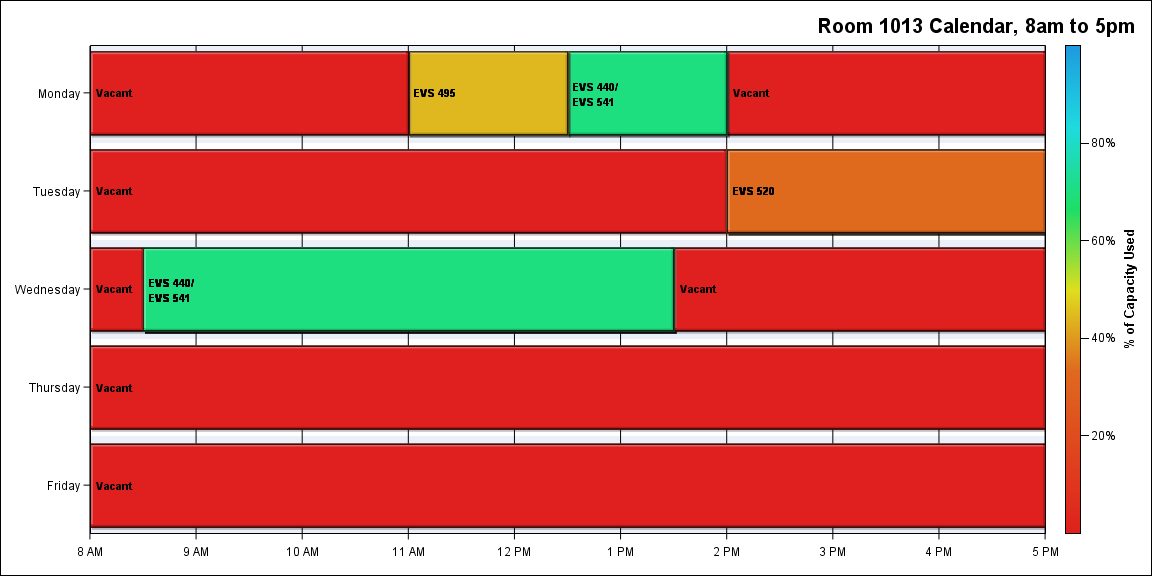 Room 1013 Calendar, 8am to 5pm
Monday
Vacant
EVS 495
EVS 440/
EVS 541
Vacant
Tuesday
Vacant
EVS 520
Wednesday
Vacant
EVS 440/
EVS 541
Vacant
Thursday
Vacant
Friday
Vacant
8 AM
9 AM
10 AM
11 AM
12 PM
1 PM
2 PM
3 PM
4 PM
5 PM
80%
60%
40%
20%
% of Capacity Used